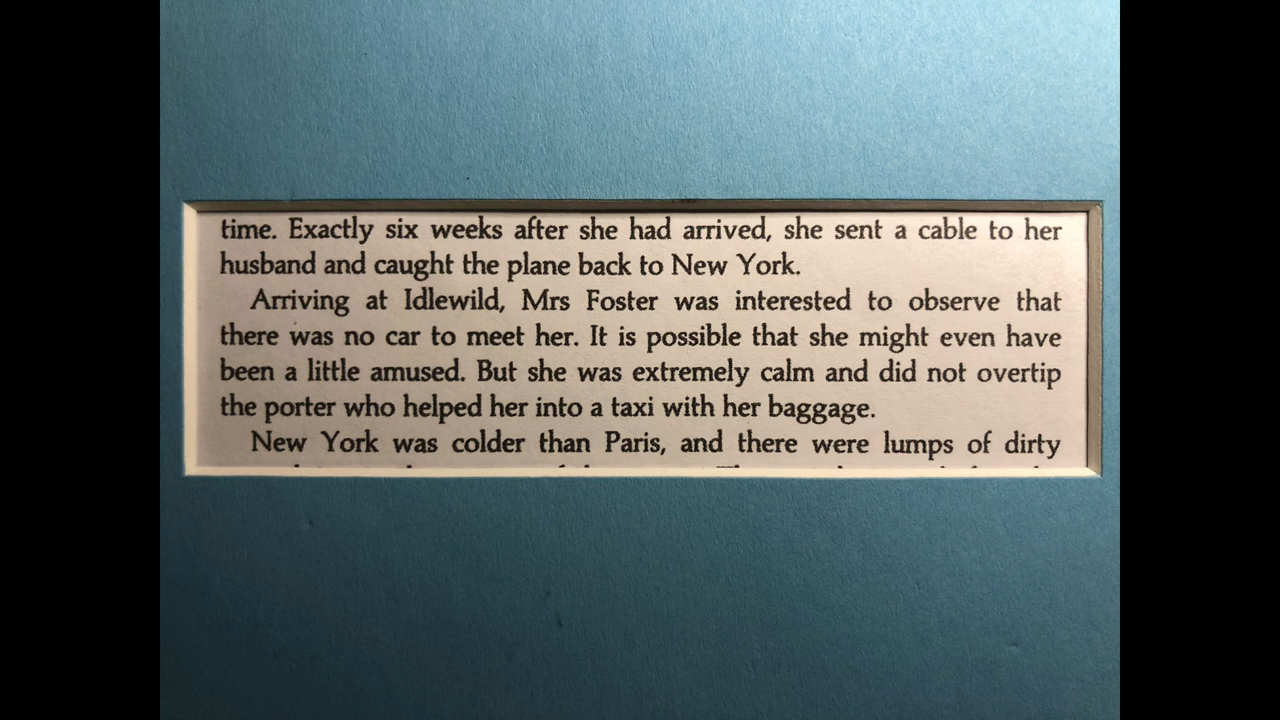 time. Exactly six weeks after she had arrived, she sent a cable to her
husband and caught the plane back to New York.
Arriving at Idlewild, Mrs Foster was interested to observe that
there was no car to meet her. It is possible that she might even have
been a little amused. But she was extremely calm and did not overtip
the porter who helped her into a taxi with her baggage.
New York was colder than Paris, and there were lumps of dirty